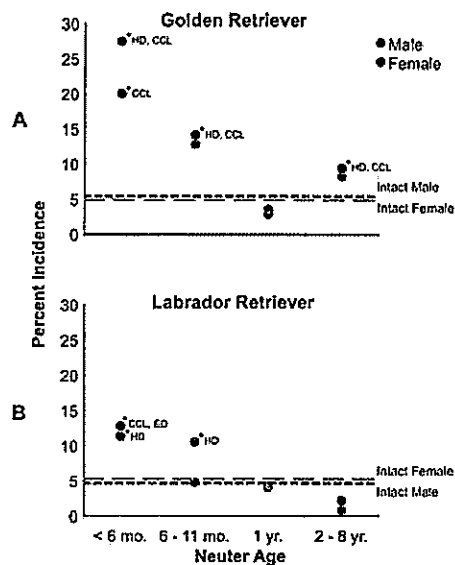 Golden Retriever
A
Percent Incidence
30
25
20
15
10
5
0
*HD, CCL
*CCL
*HD, CCL
*HD, CCL
Male
Female
Intact Male
Intact Female
Labrador Retriever
B
30
25
20
15
10
5
0
*CCL, ED
*HD
*HD
Intact Female
Intact Male
< 6 mo. 6 - 11 mo. 1 yr. 2 - 8 yr.
Neuter Age